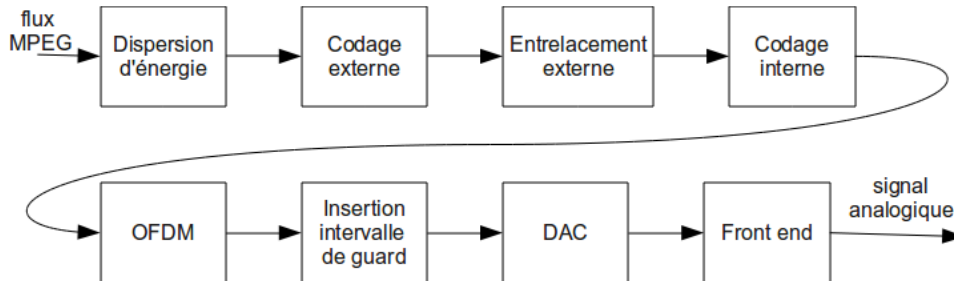 flux
MPEG
Dispersion
d'énergie
Codage
externe
Entrelacement
externe
Codage
interne
OFDM
Insertion
intervalle
de guard
DAC
Front end
signal
analogique